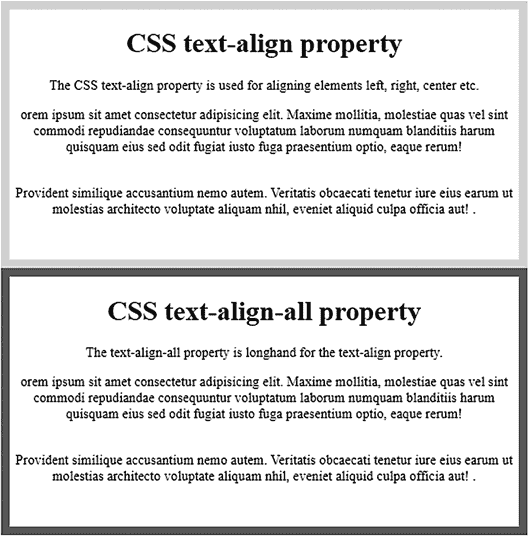 CSS text-align property
The CSS text-align property is used for aligning elements left, right, center etc.
orem ipsum sit amet consectetur adipisicing elit. Maxime mollitia, molestiae quas vel sint
commodi repudiandae consequuntur voluptatum laborum numquam blanditiis harum
quisquam eius sed odit fugiat iusto fuga praesentium optio, eaque rerum!
Provident similique accusantium nemo autem. Veritatis obcaecati tenetur iure eius earum ut
molestias architecto voluptate aliquam nhil, eveniet aliquid culpa officia aut! .
CSS text-align-all property
The text-align-all property is longhand for the text-align property.
orem ipsum sit amet consectetur adipisicing elit. Maxime mollitia, molestiae quas vel sint
commodi repudiandae consequuntur voluptatum laborum numquam blanditiis harum
quisquam eius sed odit fugiat iusto fuga praesentium optio, eaque rerum!
Provident similique accusantium nemo autem. Veritatis obcaecati tenetur iure eius earum ut
molestias architecto voluptate aliquam nhil, eveniet aliquid culpa officia aut! .